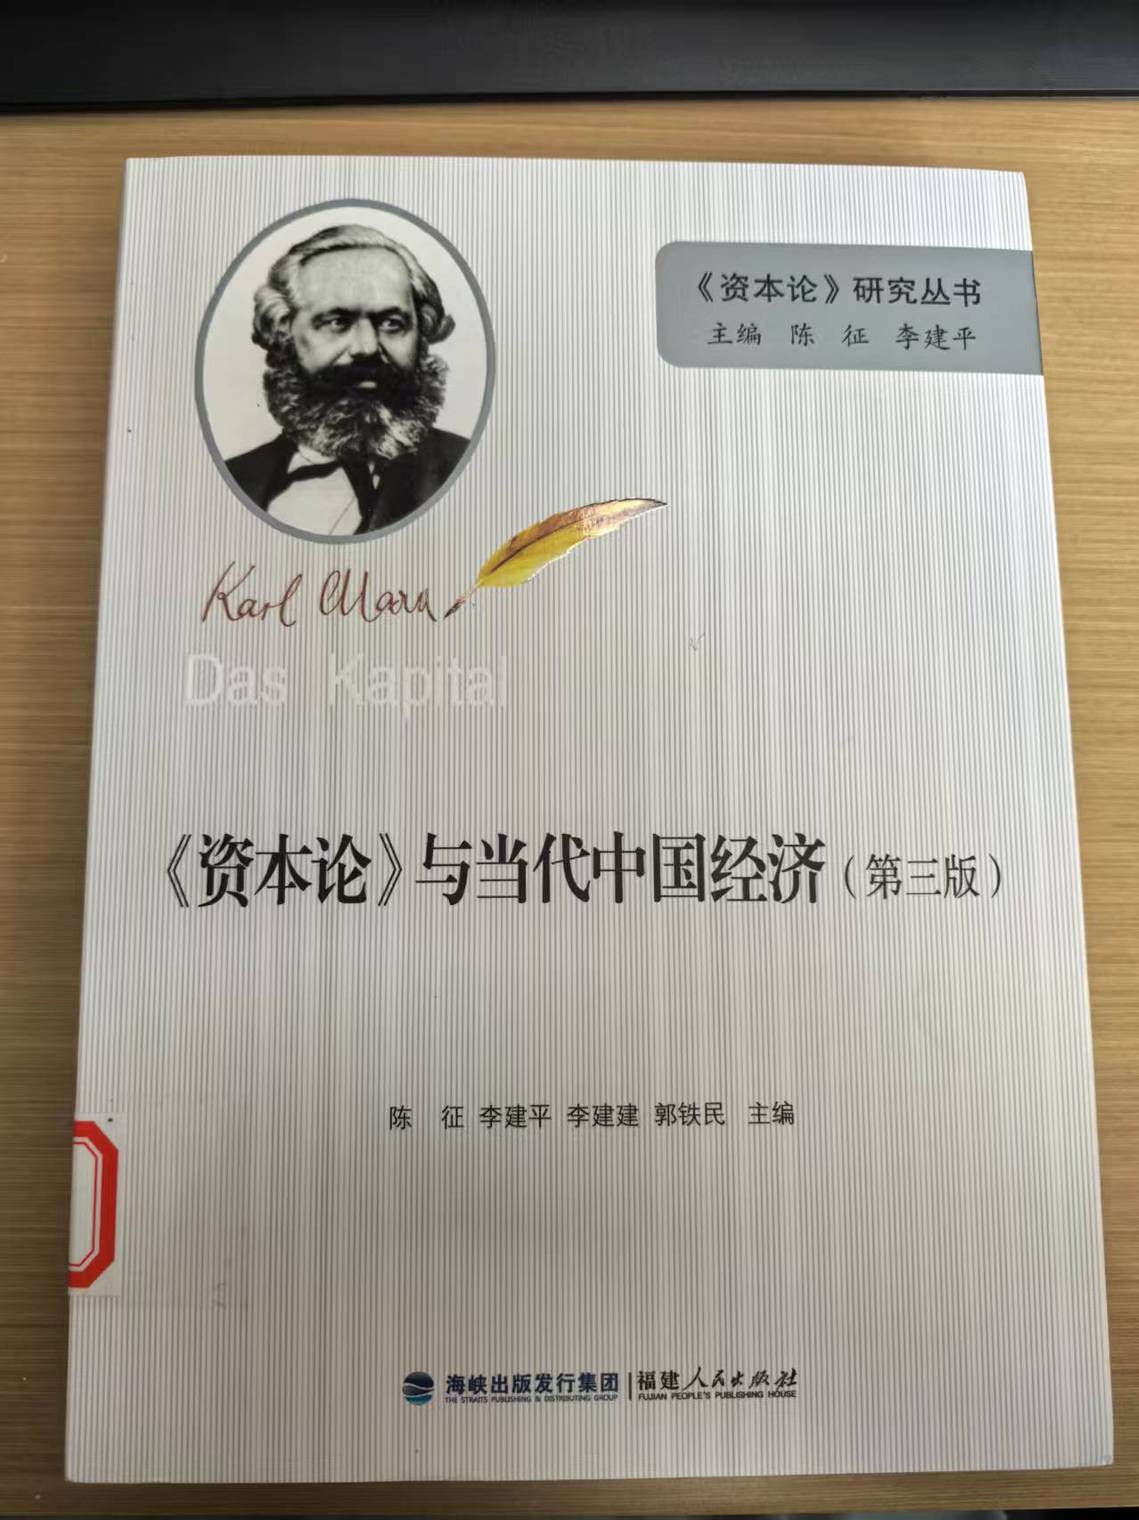 《资本论》研究丛书
主编 陈 征 李建平
Karl Marx
Das Kapital
《资本论》与当代中国经济(第三版)
陈 征 李建平 李建建 郭铁民 主编
海峡出版发行集团 福建人民出版社
THE STRAITS PUBLISHING & DISTRIBUTING GROUP FUJIAN PEOPLE'S PUBLISHING HOUSE